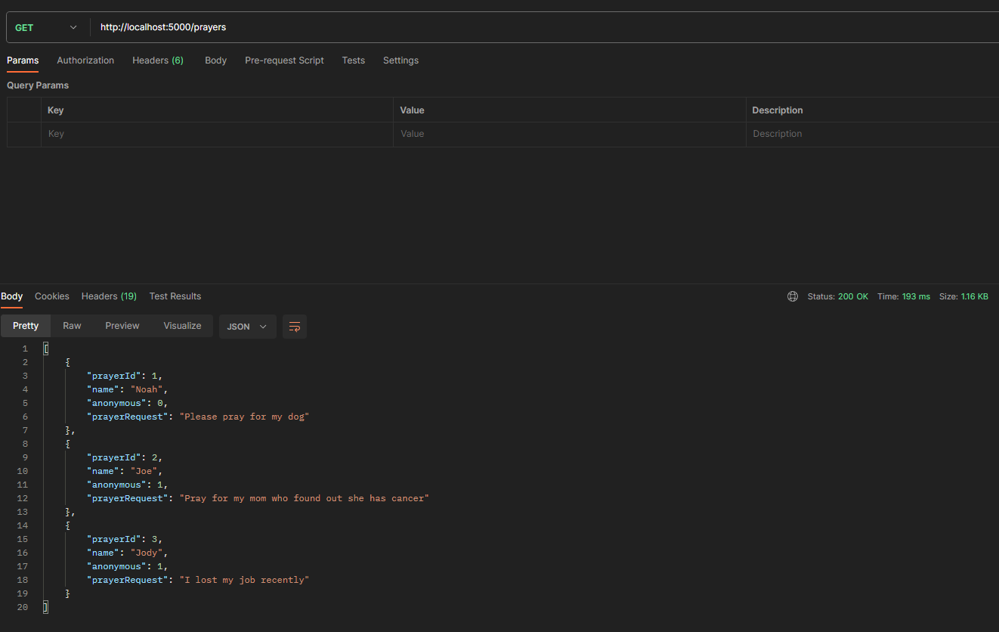 GET http://localhost:5000/prayers
Params Authorization Headers (6) Body Pre-request Script Tests Settings
Query Params
Key Value Description
Key Value Description
Body Cookies Headers (19) Test Results Status: 200 OK Time: 193 ms Size: 1.16 KB
Pretty Raw Preview Visualize JSON
1 [
2 {
3 "prayerId": 1,
4 "name": "Noah",
5 "anonymous": 0,
6 "prayerRequest": "Please pray for my dog"
7 },
8 {
9 "prayerId": 2,
10 "name": "Joe",
11 "anonymous": 1,
12 "prayerRequest": "Pray for my mom who found out she has cancer"
13 },
14 {
15 "prayerId": 3,
16 "name": "Jody",
17 "anonymous": 1,
18 "prayerRequest": "I lost my job recently"
19 }
20 ]